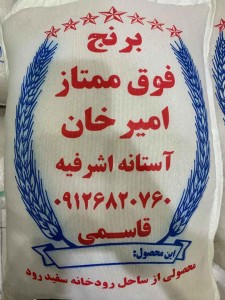 برنج
فوق ممتاز
امیر خان
آستانه اشرفیه
۰۹۱۲۶۸۲۰۷۶۰
قاسمی
این محصول:
محصولی از ساحل رودخانه سفید رود